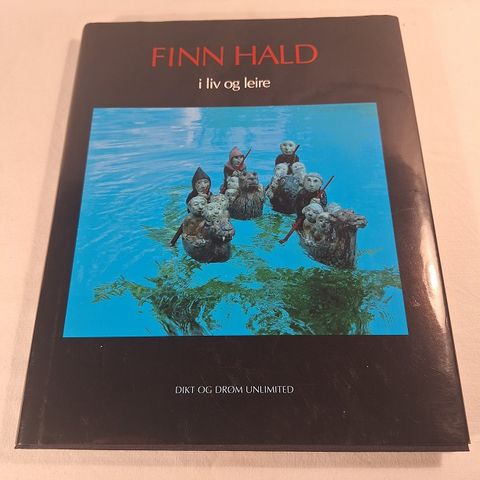 FINN HALD
i liv og leire
DIKT OG DRØM UNLIMITED